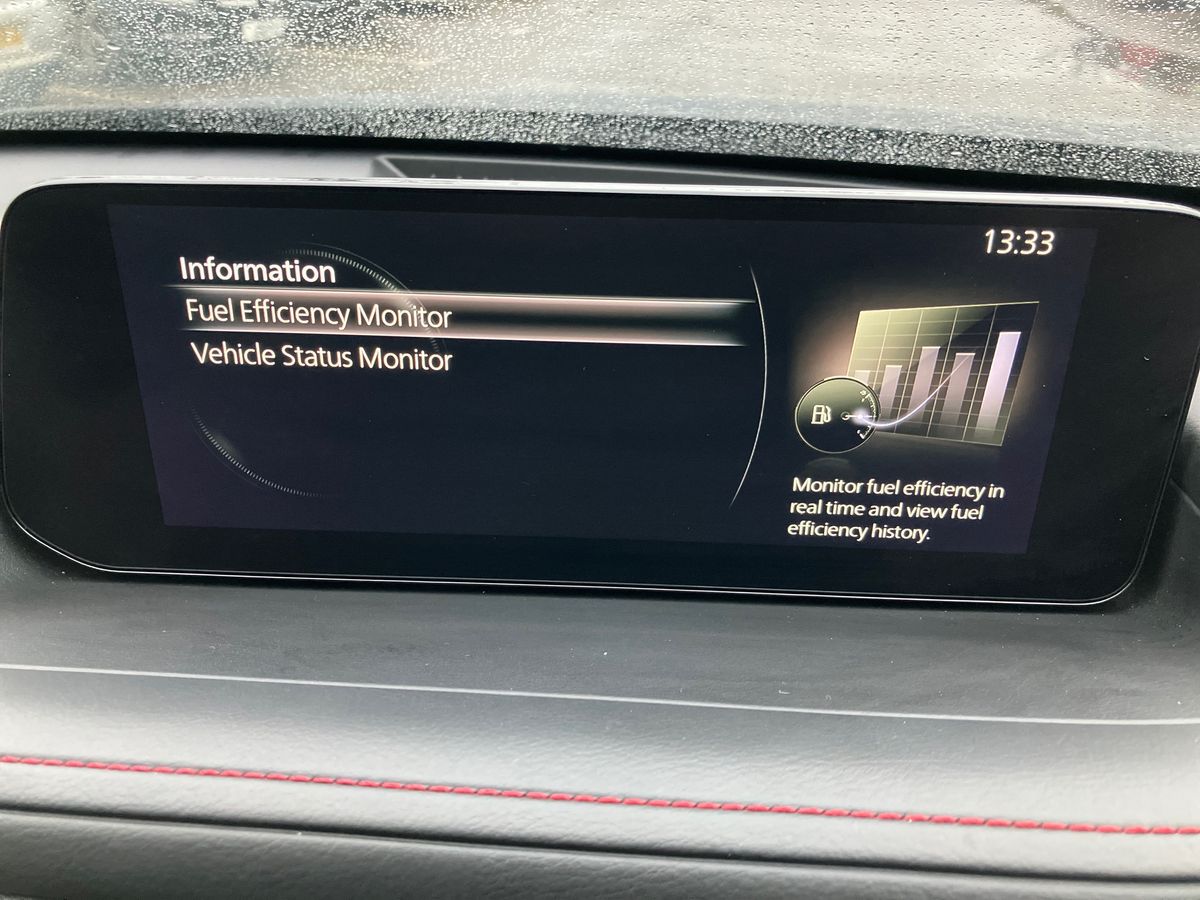 13:33
Information
Fuel Efficiency Monitor
Vehicle Status Monitor
Monitor fuel efficiency in
real time and view fuel
efficiency history.